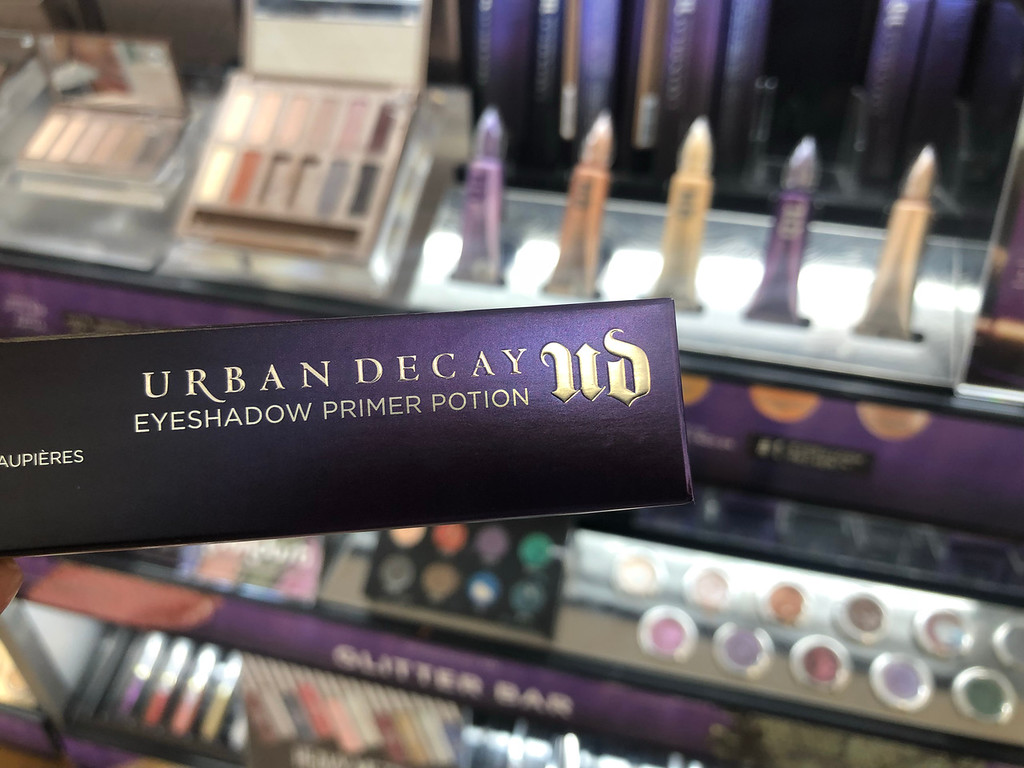 URBAN DECAY
UD
EYESHADOW PRIMER POTION
AUPIÈRES
GLITTER BAR